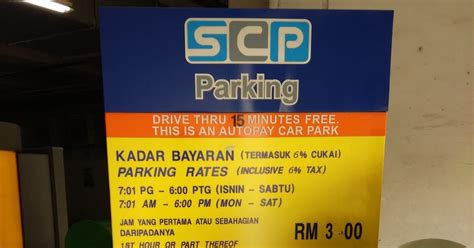 SCP
Parking
DRIVE THRU 15 MINUTES FREE.
THIS IS AN AUTOPAY CAR PARK
KADAR BAYARAN (TERMASUK 6% CUKAI)
PARKING RATES (INCLUSIVE 6% TAX)
7:01 PG - 6:00 PTG (ISNIN - SABTU)
7:01 AM - 6:00 PM (MON - SAT)
JAM YANG PERTAMA ATAU SEBAHAGIAN
DARIPADANYA
1ST HOUR OR PART THEREOF
RM 3.00